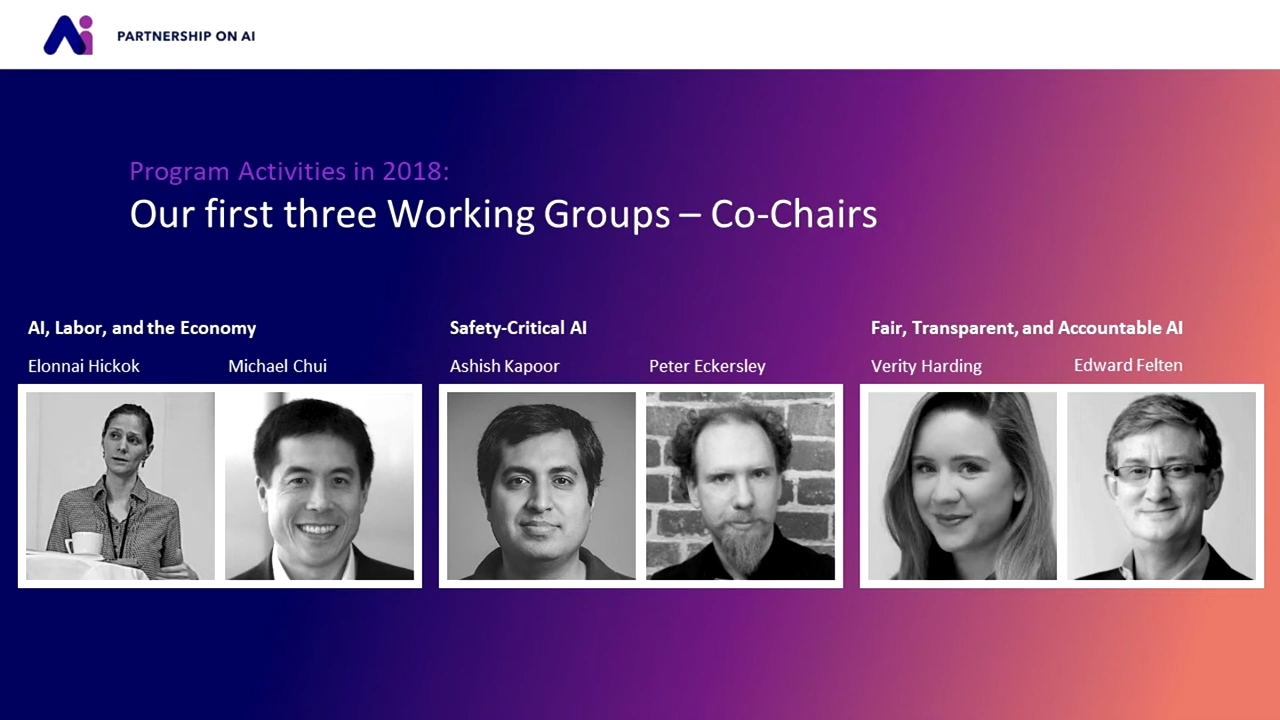 PARTNERSHIP ON AI
Program Activities in 2018:
Our first three Working Groups – Co-Chairs
AI, Labor, and the Economy
Elonnai Hickok
Michael Chui
Safety-Critical AI
Ashish Kapoor
Peter Eckersley
Fair, Transparent, and Accountable AI
Verity Harding
Edward Felten